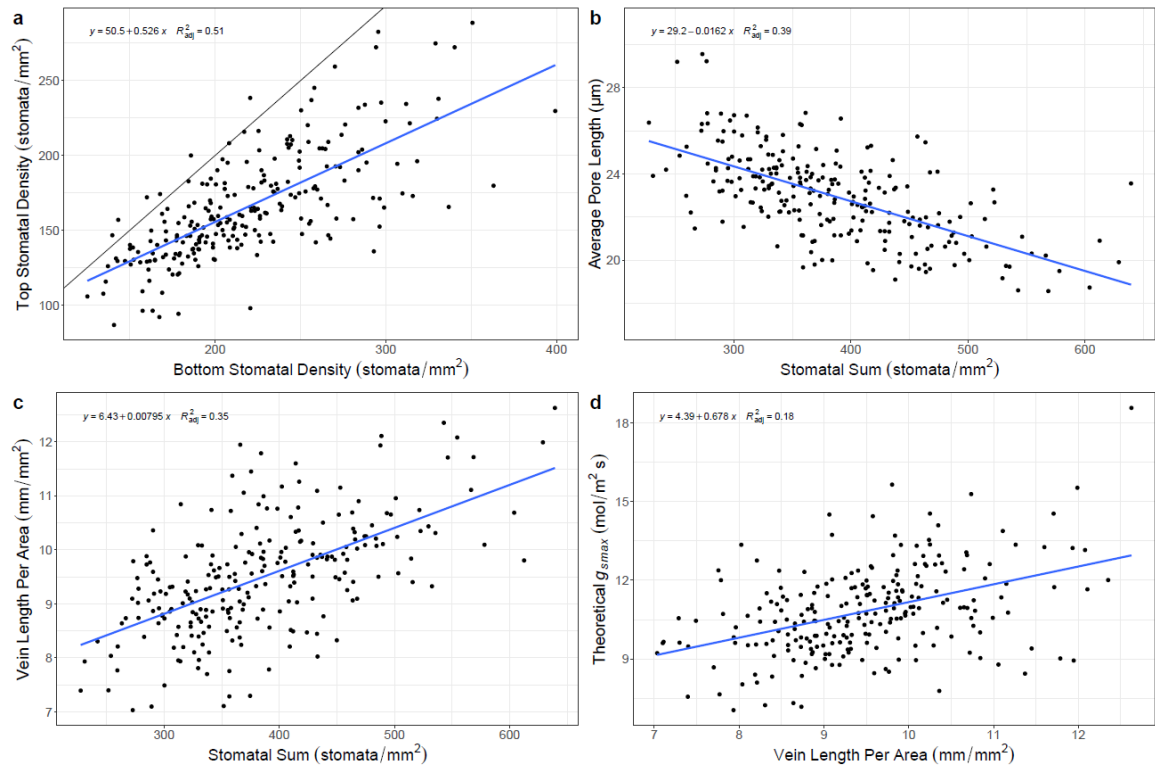 a
y = 50.5 + 0.526 x R²adj = 0.51
Top Stomatal Density (stomata/mm²)
250
200
150
100
200
300
400
Bottom Stomatal Density (stomata/mm²)
b
y = 29.2 − 0.0162 x R²adj = 0.39
Average Pore Length (µm)
28
24
20
300
400
500
600
Stomatal Sum (stomata/mm²)
c
y = 6.43 + 0.00795 x R²adj = 0.35
Vein Length Per Area (mm/mm²)
12
11
10
9
8
7
300
400
500
600
Stomatal Sum (stomata/mm²)
d
y = 4.39 + 0.678 x R²adj = 0.18
Theoretical gsmax (mol/m² s)
18
15
12
9
7
8
9
10
11
12
Vein Length Per Area (mm/mm²)